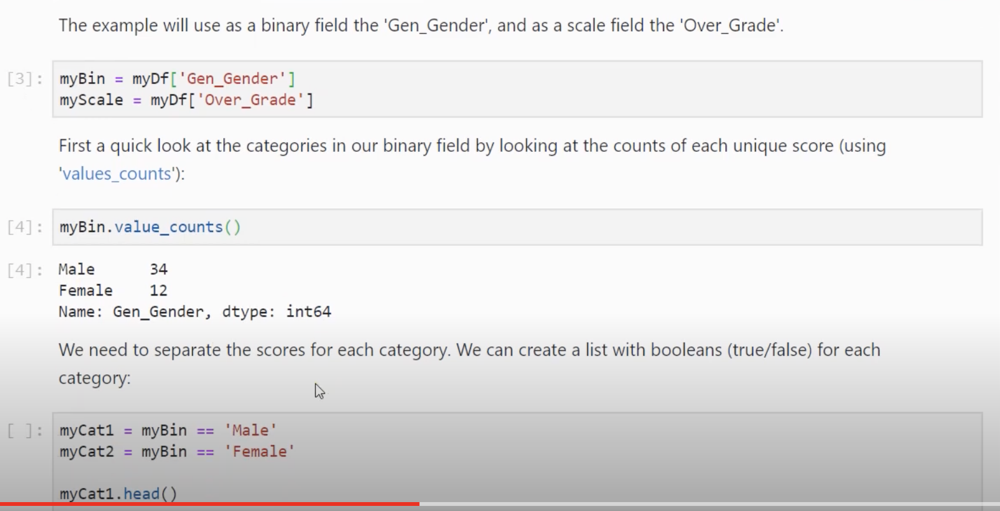 The example will use as a binary field the 'Gen_Gender', and as a scale field the 'Over_Grade'.
[3]: myBin = myDf['Gen_Gender']
myScale = myDf['Over_Grade']
First a quick look at the categories in our binary field by looking at the counts of each unique score (using
'values_counts'):
[4]: myBin.value_counts()
[4]: Male      34
Female    12
Name: Gen_Gender, dtype: int64
We need to separate the scores for each category. We can create a list with booleans (true/false) for each
category:
[ ]: myCat1 = myBin == 'Male'
myCat2 = myBin == 'Female'
myCat1.head()